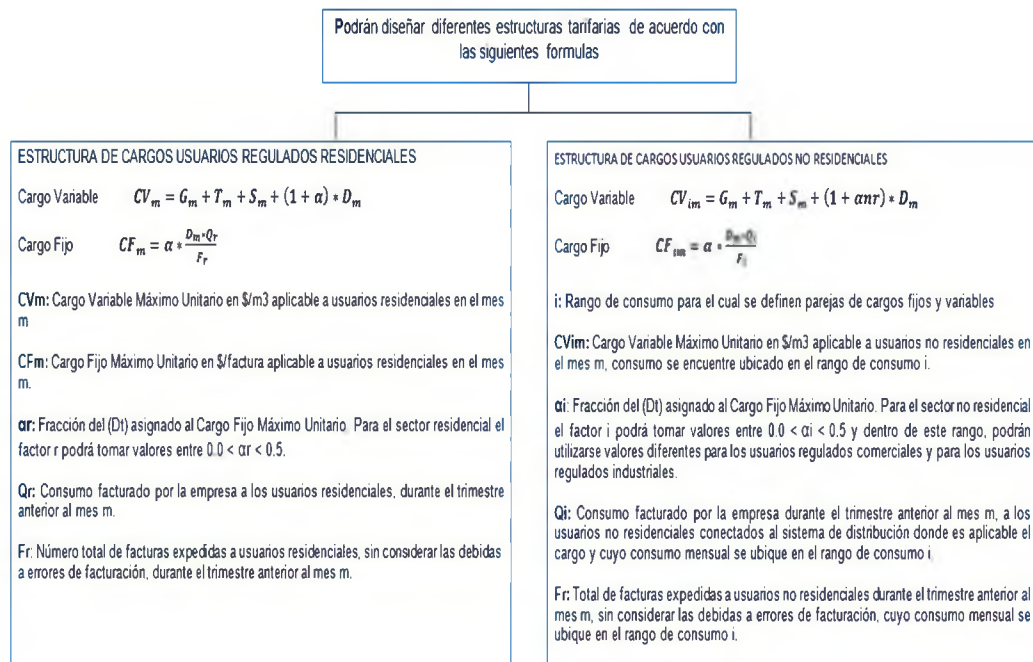 Podrán diseñar diferentes estructuras tarifarias de acuerdo con
las siguientes formulas
ESTRUCTURA DE CARGOS USUARIOS REGULADOS RESIDENCIALES
Cargo Variable CV_m = G_m + T_m + S_m + (1 + α) * D_m
Cargo Fijo CF_m = α * D_m*Q_r / F_r
CVm: Cargo Variable Máximo Unitario en $/m3 aplicable a usuarios residenciales en el mes
m
CFm: Cargo Fijo Máximo Unitario en $/factura aplicable a usuarios residenciales en el mes
m.
αr: Fracción del (Dt) asignado al Cargo Fijo Máximo Unitario. Para el sector residencial el
factor r podrá tomar valores entre 0.0 < αr < 0.5.
Qr: Consumo facturado por la empresa a los usuarios residenciales, durante el trimestre
anterior al mes m.
Fr: Número total de facturas expedidas a usuarios residenciales, sin considerar las debidas
a errores de facturación, durante el trimestre anterior al mes m.
ESTRUCTURA DE CARGOS USUARIOS REGULADOS NO RESIDENCIALES
Cargo Variable CV_im = G_m + T_m + S_m + (1 + αnr) * D_m
Cargo Fijo CF_im = α * D_m*Q_i / F_i
i: Rango de consumo para el cual se definen parejas de cargos fijos y variables
CVim: Cargo Variable Máximo Unitario en $/m3 aplicable a usuarios no residenciales en
el mes m, consumo se encuentre ubicado en el rango de consumo i.
αi: Fracción del (Dt) asignado al Cargo Fijo Máximo Unitario. Para el sector no residencial
el factor i podrá tomar valores entre 0.0 < αi < 0.5 y dentro de este rango, podrán
utilizarse valores diferentes para los usuarios regulados comerciales y para los usuarios
regulados industriales.
Qi: Consumo facturado por la empresa durante el trimestre anterior al mes m, a los
usuarios no residenciales conectados al sistema de distribución donde es aplicable el
cargo y cuyo consumo mensual se ubique en el rango de consumo i.
Fr: Total de facturas expedidas a usuarios no residenciales durante el trimestre anterior al
mes m, sin considerar las debidas a errores de facturación, cuyo consumo mensual se
ubique en el rango de consumo i.